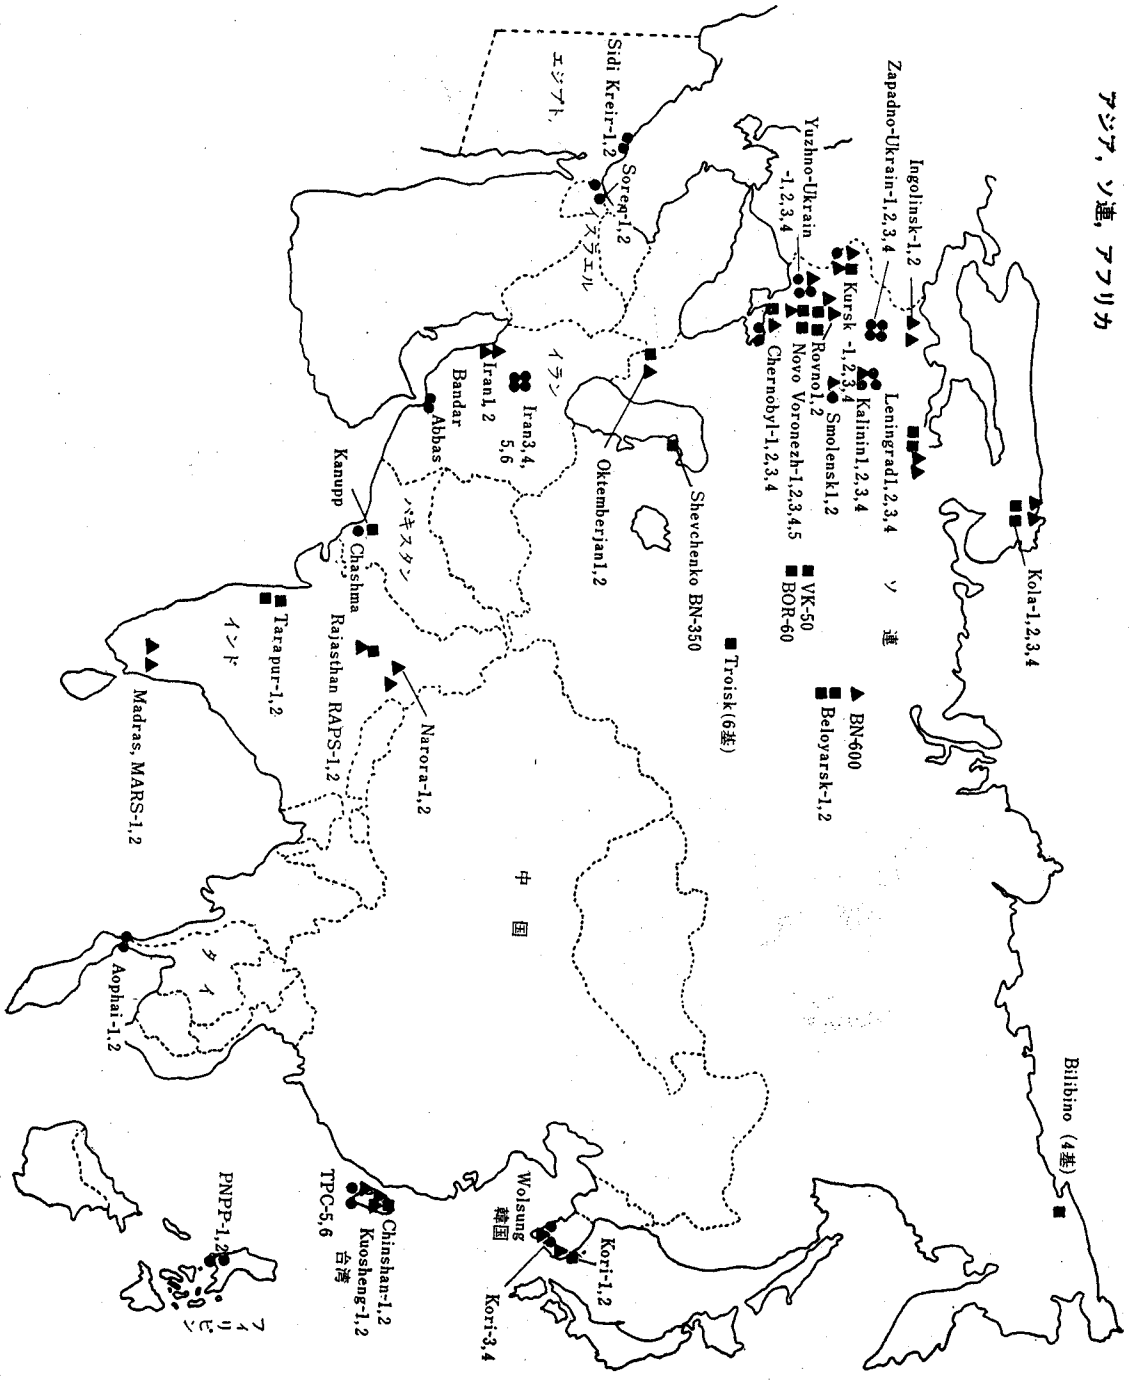 アジア, ソ連, アフリカ
Bilibino (4基)
Kola-1,2,3,4
Ingolinsk-1,2
Zapadno-Ukrain-1,2,3,4
Leningrad1,2,3,4
ソ連
Kalinin1,2,3,4
Kursk -1,2,3,4
BN-600
Beloyarsk-1,2
Smolensk1,2
Rovno1,2
Yuzhno-Ukrain
-1,2,3,4
Novo Voronezh-1,2,3,4,5
VK-50
BOR-60
Chernobyl-1,2,3,4
Troisk(6基)
Shevchenko BN-350
Sidi Kreir-1,2
エジプト,
イスラエル
Oktemberjan1,2
イラン
Iran3,4,
5,6
Iran1,2
Bandar
Abbas
中国
Wolsung
韓国
Kori-1,2
Kori-3,4
パキスタン
Kanupp
Chashma
Rajasthan RAPS-1,2
Narora-1,2
インド
Tarapur-1,2
Madras, MARS-1,2
タイ
Aophai-1,2
Chinshan-1,2
Kuosheng-1,2
台湾
TPC-5,6
PNPP-1,2
フィリピン